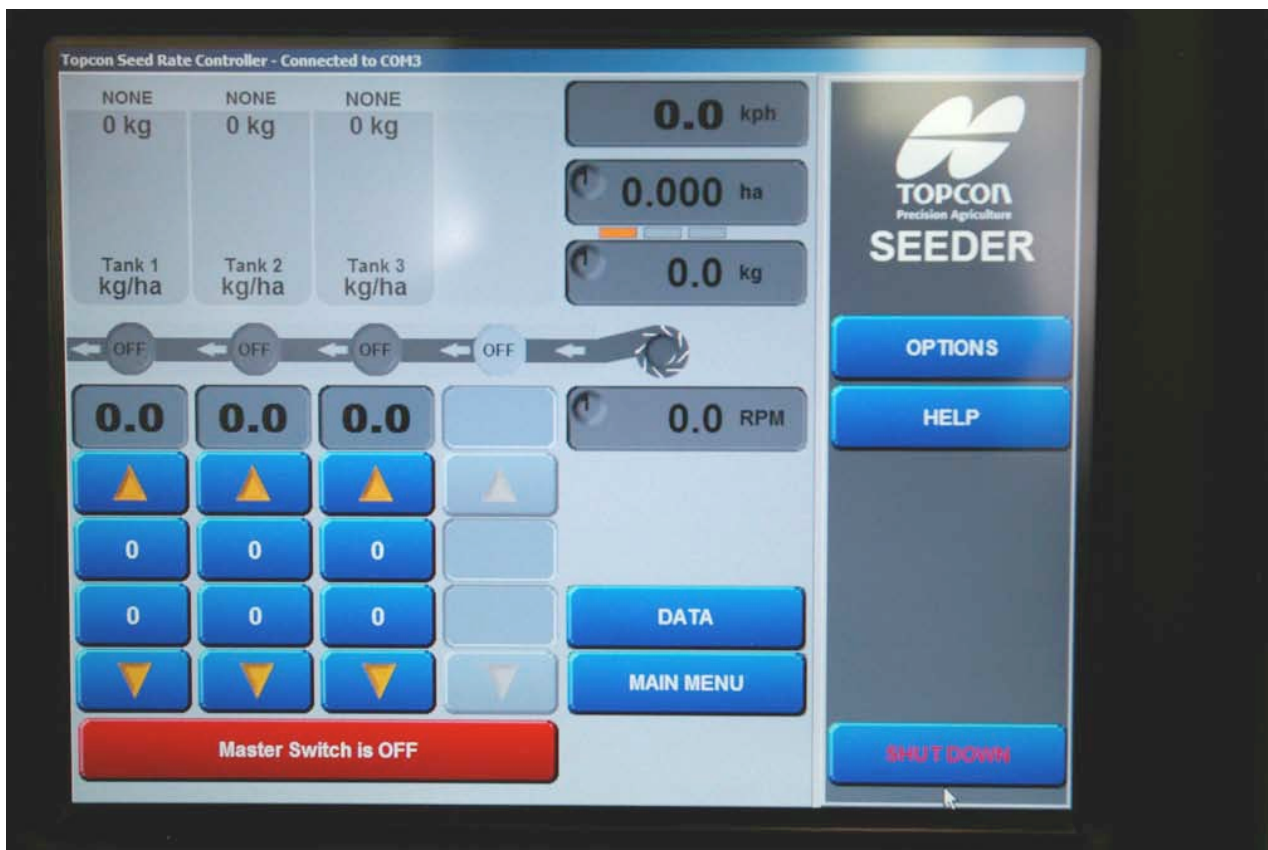 Topcon Seed Rate Controller - Connected to COM3
NONE NONE NONE
0 kg 0 kg 0 kg
Tank 1 Tank 2 Tank 3
kg/ha kg/ha kg/ha
0.0 kph
0.000 ha
0.0 kg
OFF OFF OFF OFF
0.0 0.0 0.0
0.0 RPM
0 0 0
0 0 0
DATA
MAIN MENU
Master Switch is OFF
TOPCON
Precision Agriculture
SEEDER
OPTIONS
HELP
SHUT DOWN